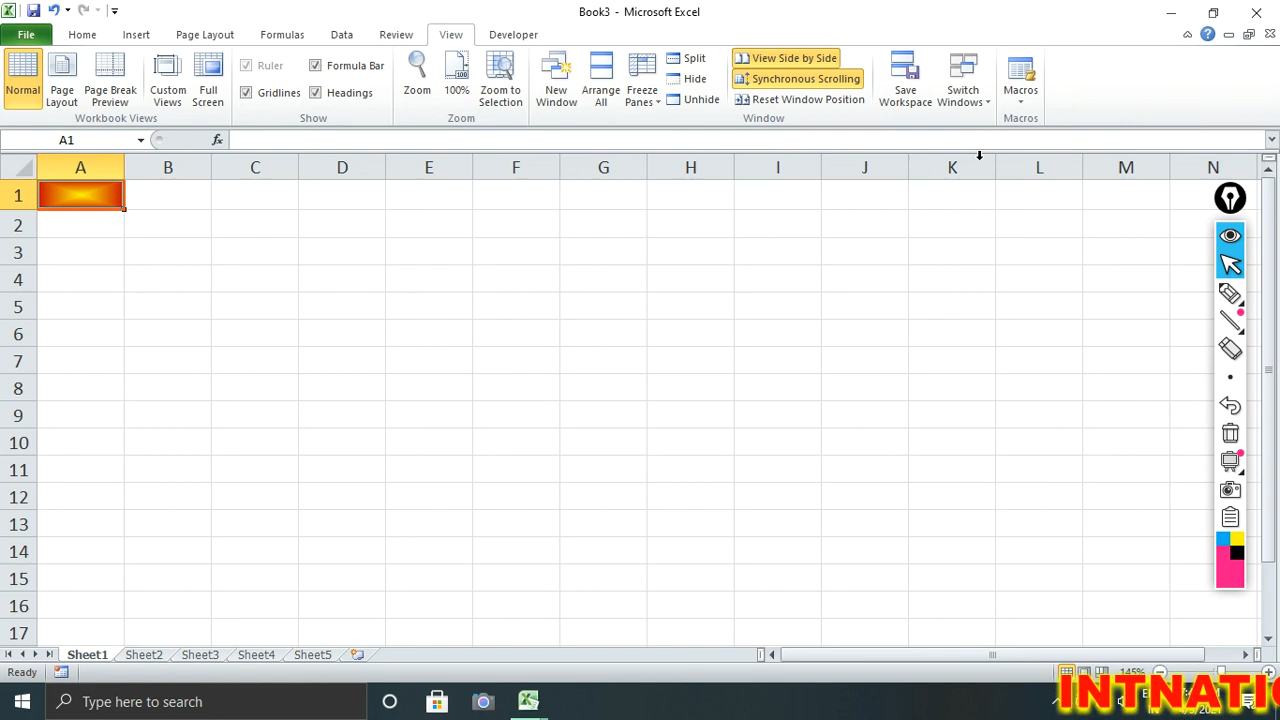 Book3 - Microsoft Excel
File Home Insert Page Layout Formulas Data Review View Developer
Normal Page Layout Page Break Preview Custom Views Full Screen
Workbook Views
Ruler Formula Bar
Gridlines Headings
Show
Zoom 100% Zoom to Selection
Zoom
New Window Arrange All Freeze Panes
Split
Hide
Unhide
View Side by Side
Synchronous Scrolling
Reset Window Position
Save Workspace Switch Windows
Window
Macros
Macros
A1 fx
A B C D E F G H I J K L M N
1
2
3
4
5
6
7
8
9
10
11
12
13
14
15
16
17
Sheet1 Sheet2 Sheet3 Sheet4 Sheet5
Ready 145%
Type here to search
INTNATI